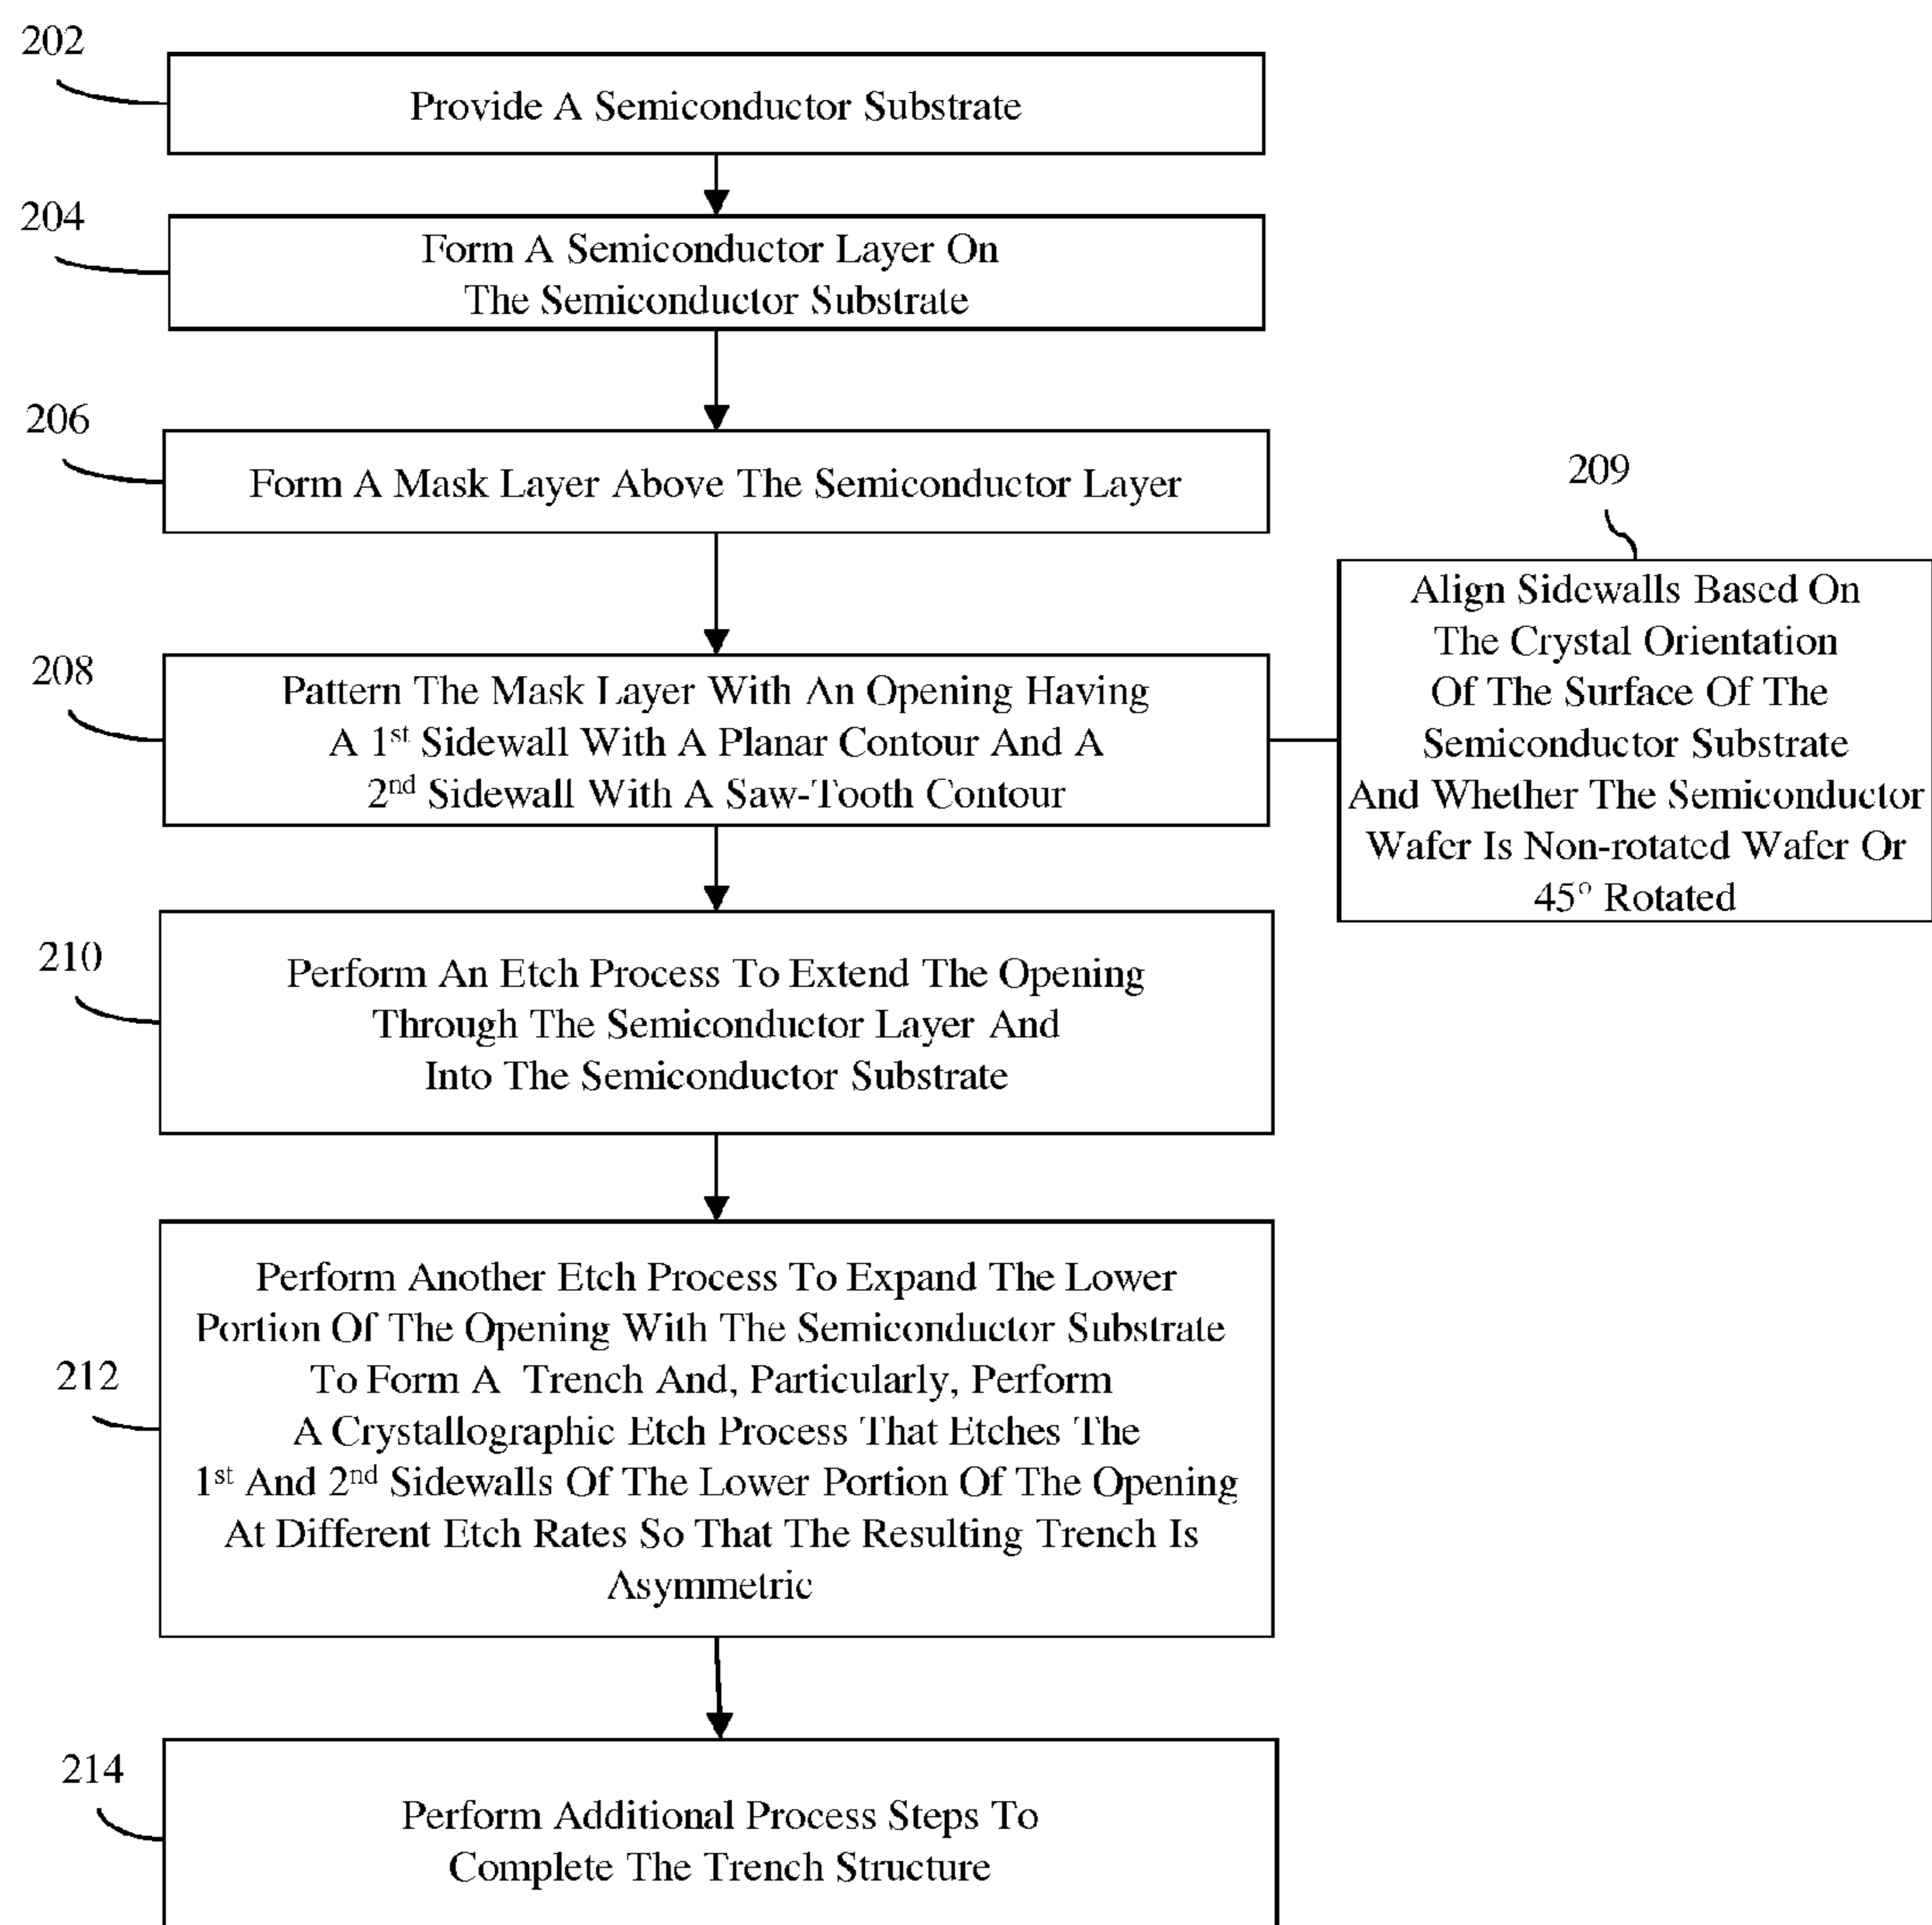 202
Provide A Semiconductor Substrate
204
Form A Semiconductor Layer On
The Semiconductor Substrate
206
Form A Mask Layer Above The Semiconductor Layer
209
Align Sidewalls Based On
The Crystal Orientation
Of The Surface Of The
Semiconductor Substrate
And Whether The Semiconductor
Wafer Is Non-rotated Wafer Or
45° Rotated
208
Pattern The Mask Layer With An Opening Having
A 1st Sidewall With A Planar Contour And A
2nd Sidewall With A Saw-Tooth Contour
210
Perform An Etch Process To Extend The Opening
Through The Semiconductor Layer And
Into The Semiconductor Substrate
212
Perform Another Etch Process To Expand The Lower
Portion Of The Opening With The Semiconductor Substrate
To Form A Trench And, Particularly, Perform
A Crystallographic Etch Process That Etches The
1st And 2nd Sidewalls Of The Lower Portion Of The Opening
At Different Etch Rates So That The Resulting Trench Is
Asymmetric
214
Perform Additional Process Steps To
Complete The Trench Structure